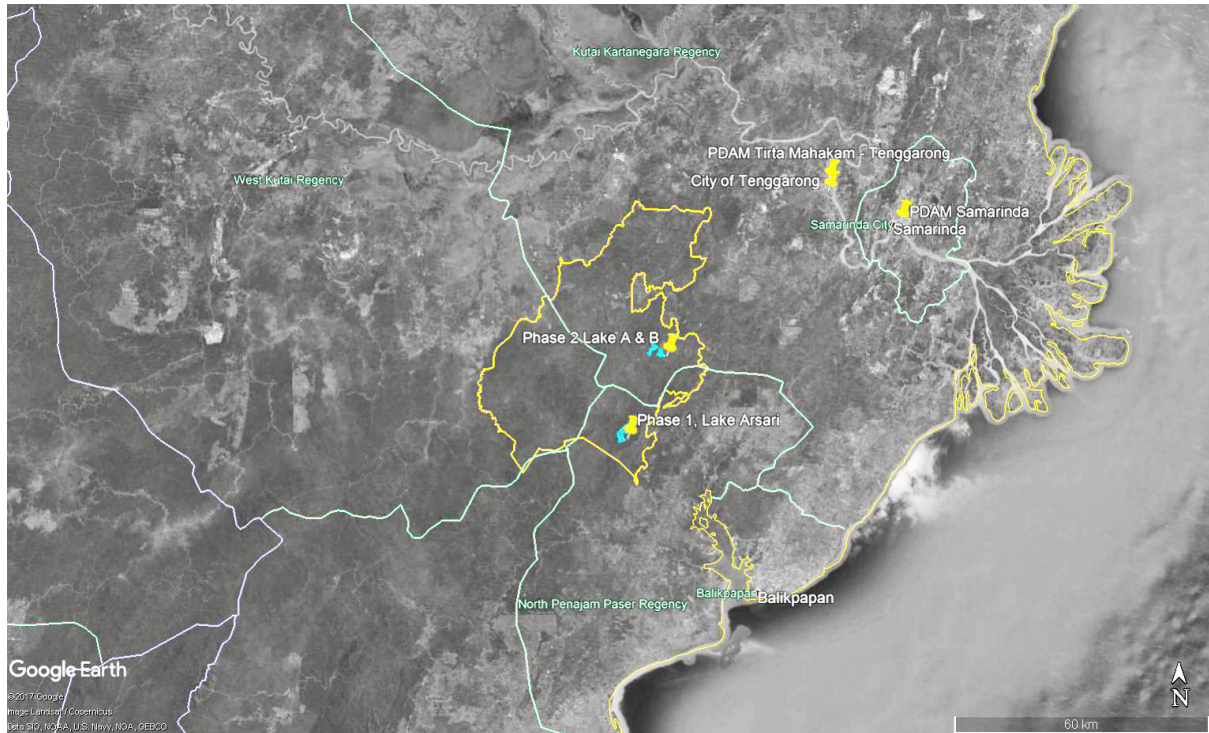 Kutai Kartanegara Regency
PDAM Tirta Mahakam - Tenggarong
West Kutai Regency
City of Tenggarong
PDAM Samarinda
Samarinda City
Samarinda
Phase 2 Lake A & B
Phase 1, Lake Arsari
Balikpapan
Balikpapan
North Penajam Paser Regency
Google Earth
©2017 Google
Image Landsat / Copernicus
Data SIO, NOAA, U.S. Navy, NGA, GEBCO
N
60 km